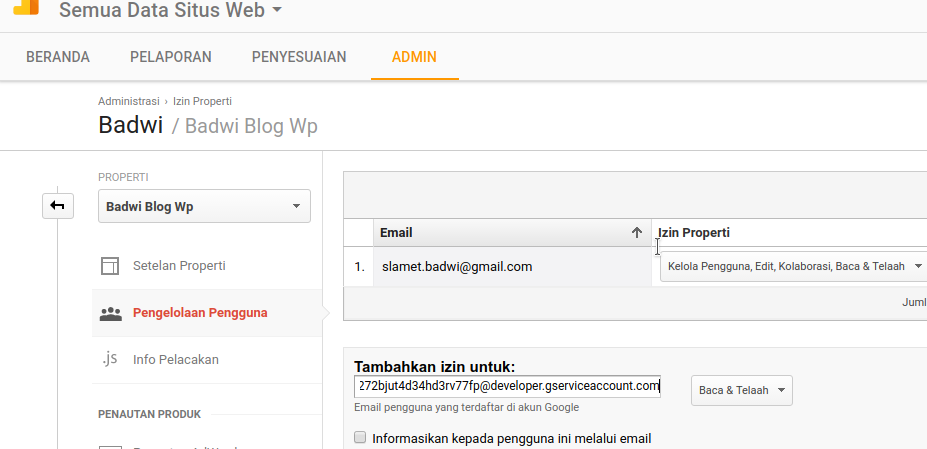 Semua Data Situs Web
BERANDA PELAPORAN PENYESUAIAN ADMIN
Administrasi › Izin Properti
Badwi / Badwi Blog Wp
PROPERTI
Badwi Blog Wp
Setelan Properti
Pengelolaan Pengguna
.js Info Pelacakan
PENAUTAN PRODUK
Email Izin Properti
1. slamet.badwi@gmail.com Kelola Pengguna, Edit, Kolaborasi, Baca & Telaah
Tambahkan izin untuk:
272bjut4d34hd3rv77fp@developer.gserviceaccount.com Baca & Telaah
Email pengguna yang terdaftar di akun Google
Informasikan kepada pengguna ini melalui email